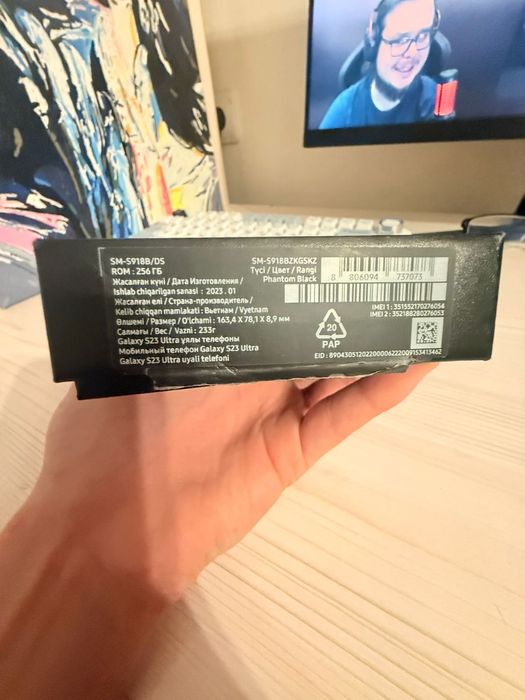 SM-S918B/DS
ROM : 256 ГБ
Жасалған күні / Дата Изготовления /
Ishlab chiqarilgan sanasi : 2023 . 01
Жасалған елі / Страна-производитель /
Kelib chiqqan mamlakati : Вьетнам / Vyetnam
Өлшемі / Размер / O'lchami : 163,4 x 78,1 x 8,9 мм
Салмағы / Вес / Vazni : 233г
Galaxy S23 Ultra ұялы телефоны
Мобильный телефон Galaxy S23 Ultra
Galaxy S23 Ultra uyali telefoni
SM-S918BZKGSKZ
Түсі / Цвет / Rangi
Phantom Black
8 806094 737073
IMEI 1 : 351552170276054
IMEI 2 : 352188280276053
20
PAP
EID : 89043051202200006222009153413462